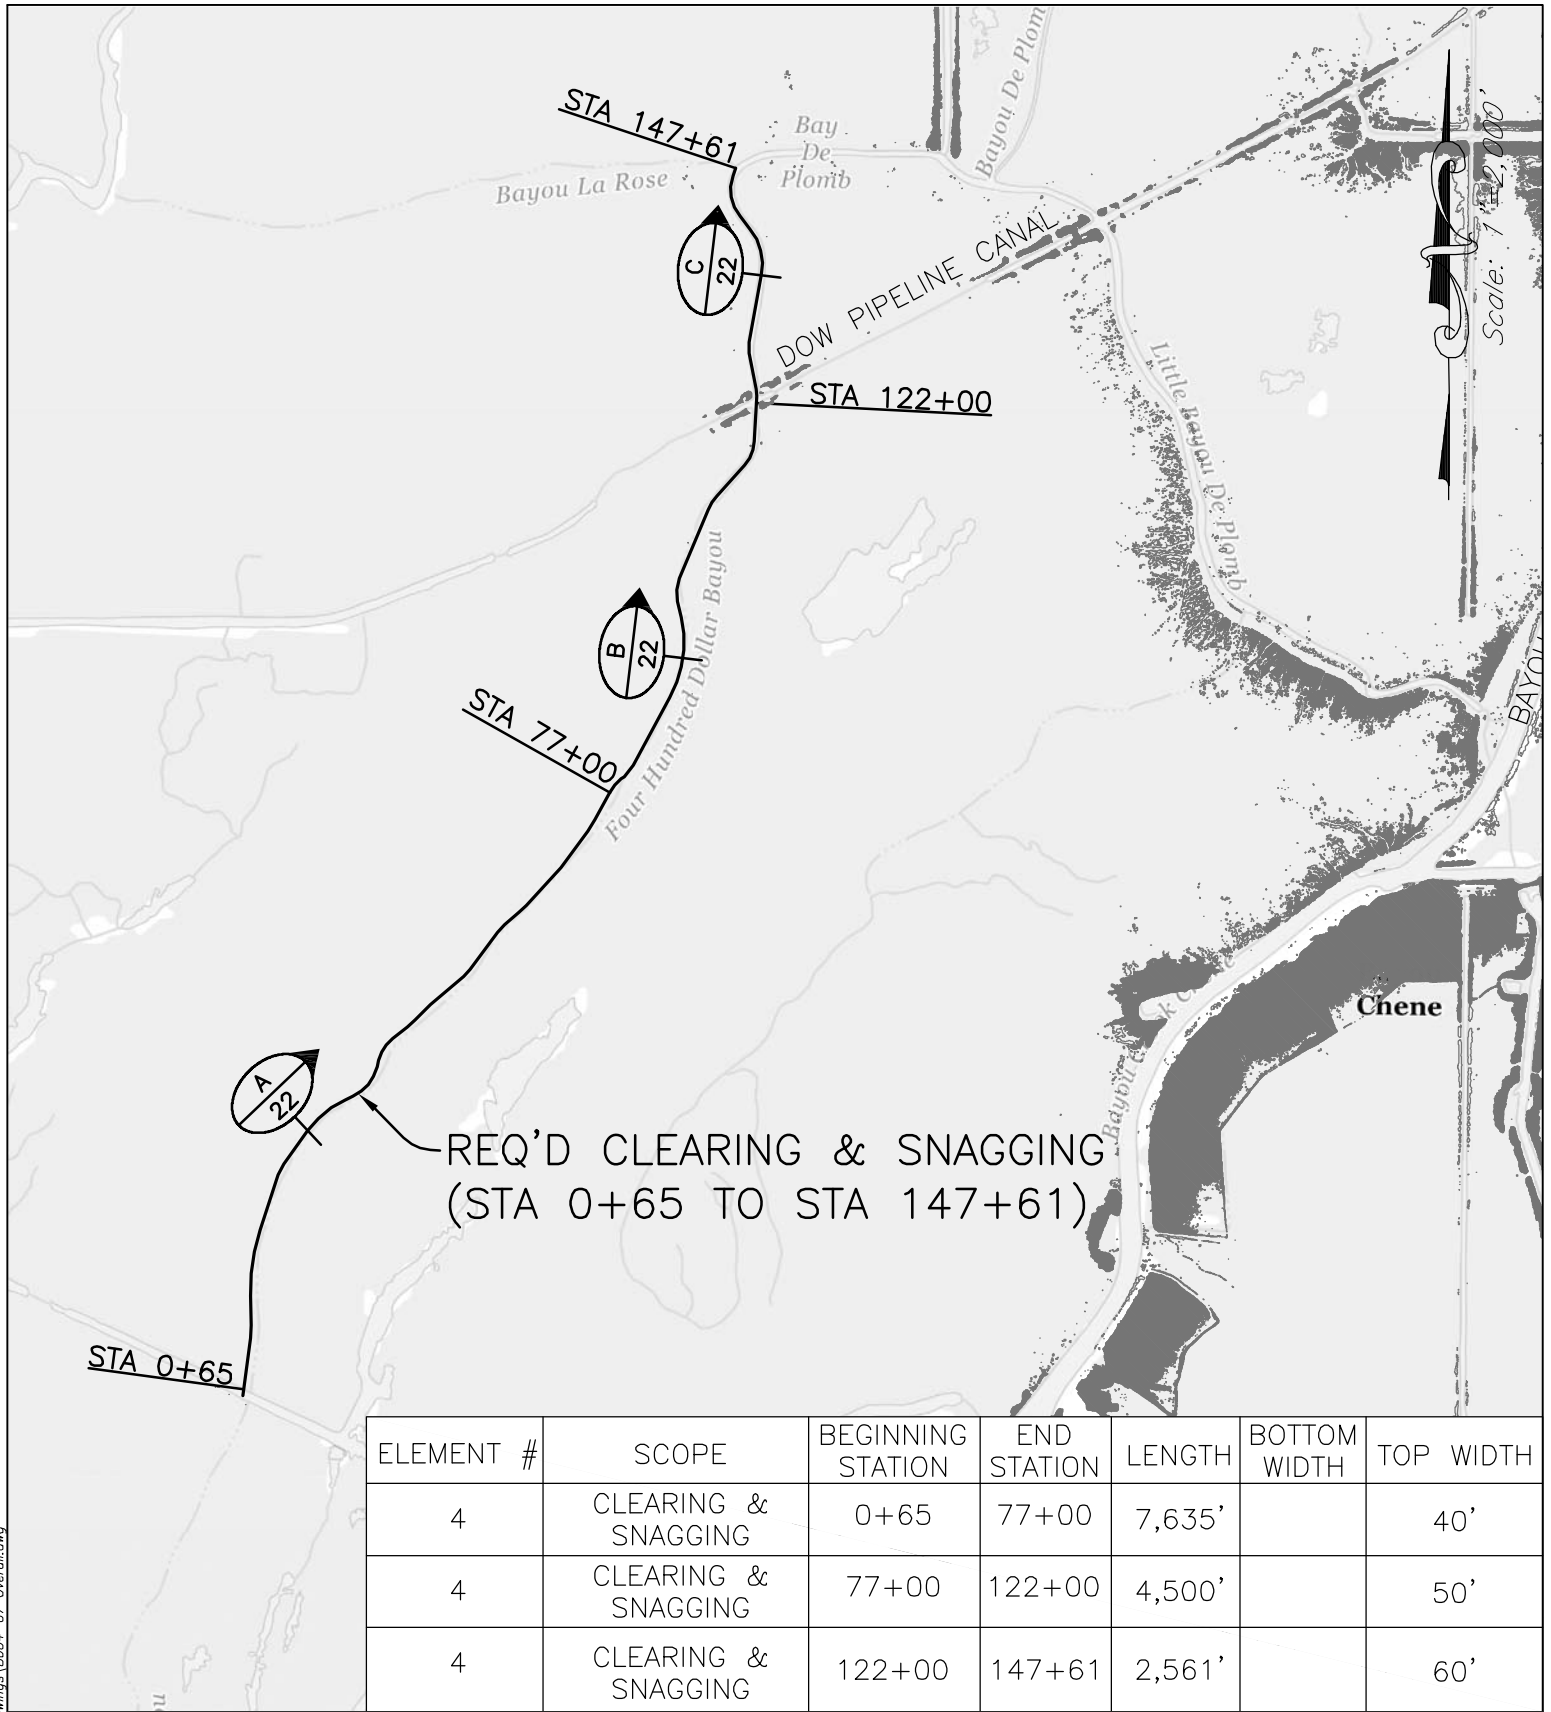 STA 147+61
Bayou La Rose
Bay
De
Plomb
Bayou De Plom
Scale: 1"=2,000'
C
22
DOW PIPELINE CANAL
STA 122+00
Little Bayou De Plomb
B
22
Four Hundred Dollar Bayou
STA 77+00
BAYOU
Chene
Bayou
A
22
REQ'D CLEARING & SNAGGING
(STA 0+65 TO STA 147+61)
STA 0+65
ELEMENT # SCOPE BEGINNING STATION END STATION LENGTH BOTTOM WIDTH TOP WIDTH
4 CLEARING & SNAGGING 0+65 77+00 7,635' 40'
4 CLEARING & SNAGGING 77+00 122+00 4,500' 50'
4 CLEARING & SNAGGING 122+00 147+61 2,561' 60'